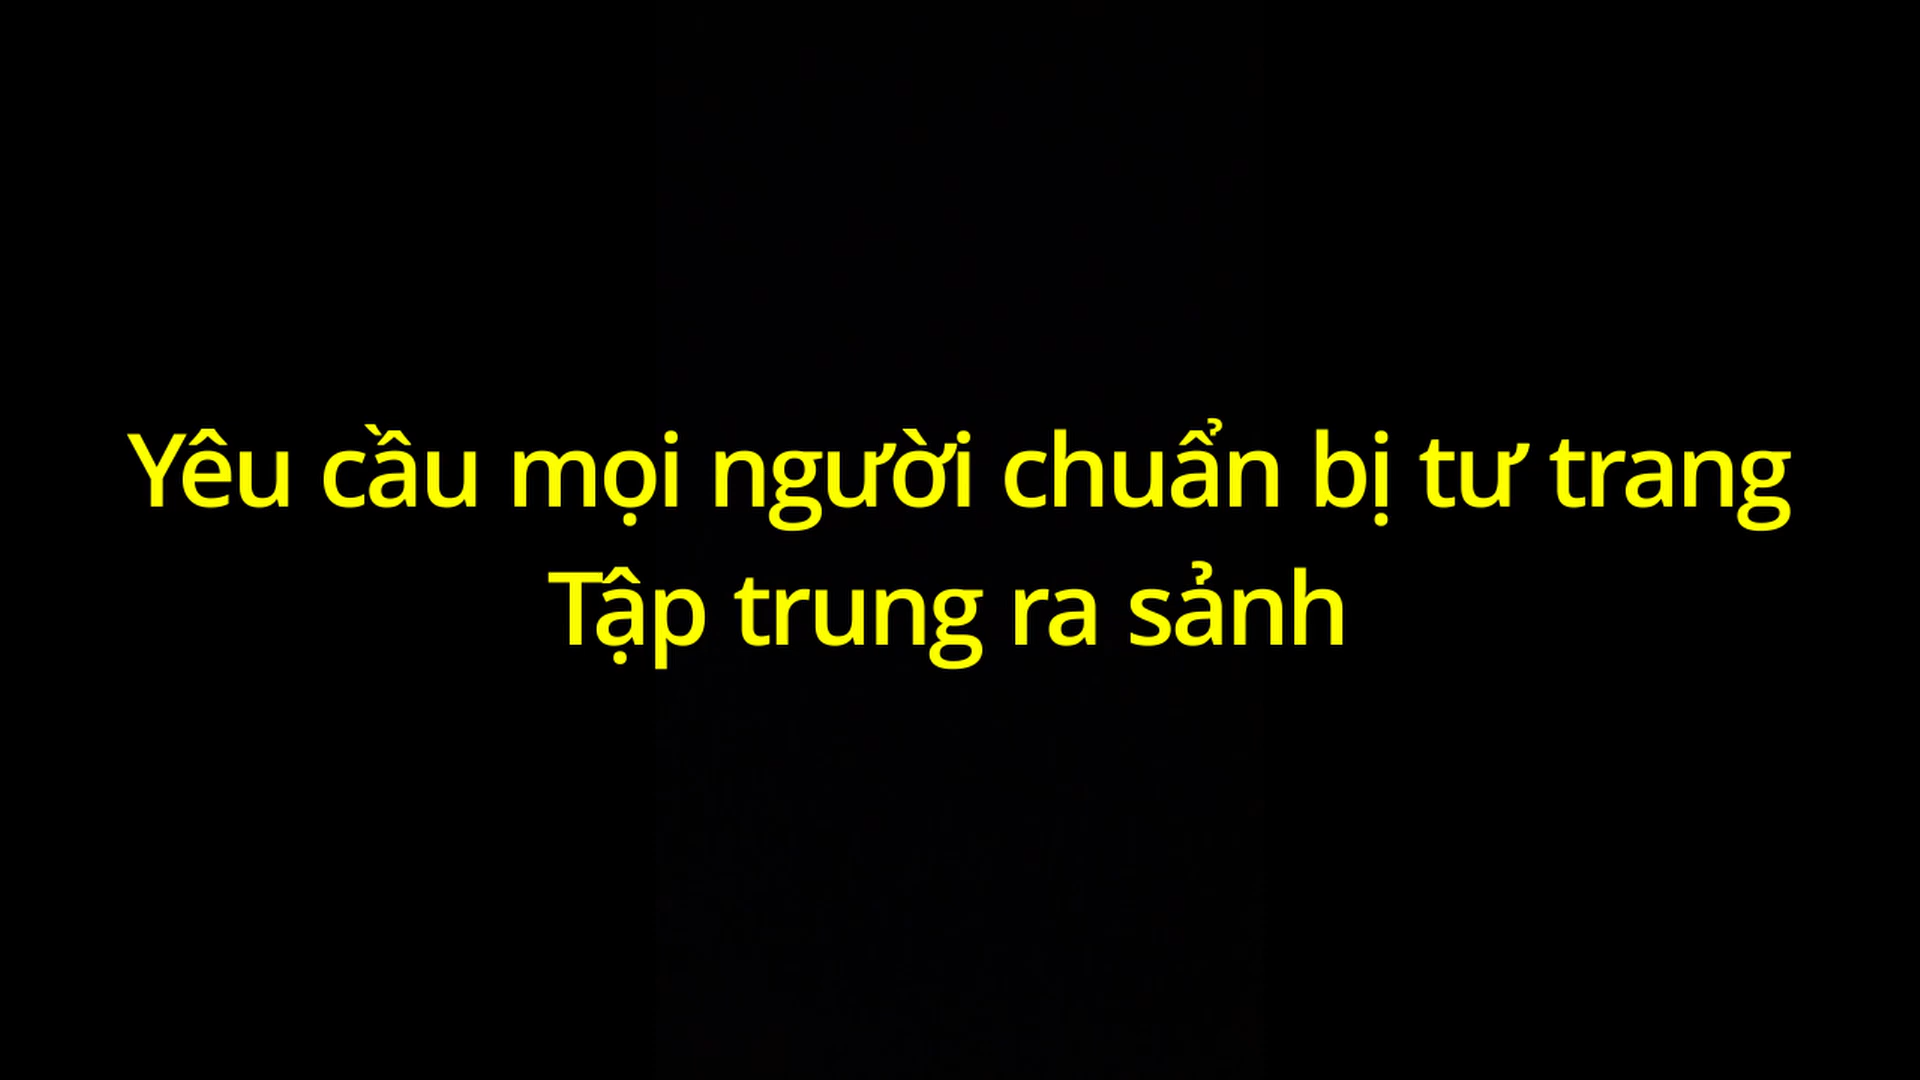 Yêu cầu mọi người chuẩn bị tư trang
Tập trung ra sảnh